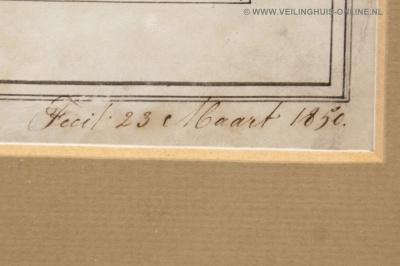 ©WWW.VEILINGHUIS-ONLINE.NL
Fecit 23 Maart 1850.